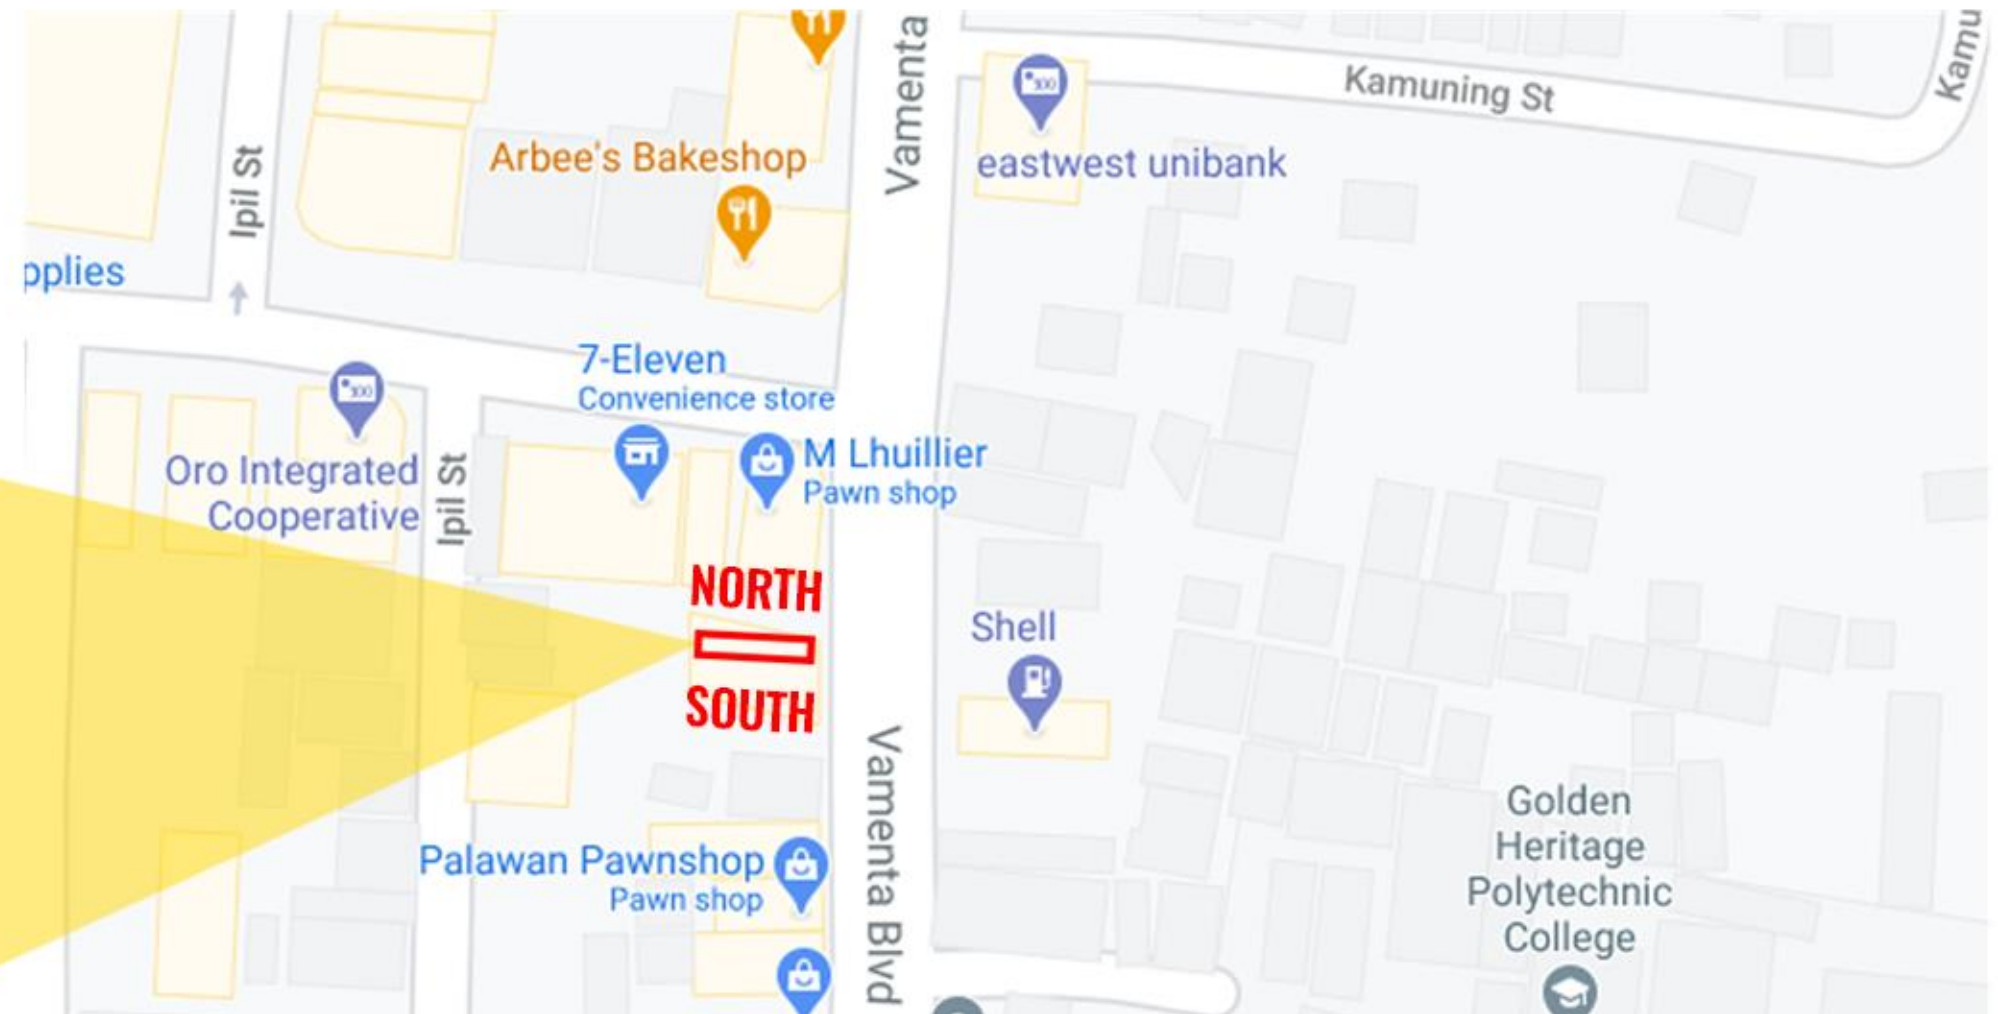 Vamenta
Kamu
Kamuning St
Ipil St
Arbee's Bakeshop
eastwest unibank
pplies
7-Eleven
Convenience store
M Lhuillier
Pawn shop
Oro Integrated
Cooperative
Ipil St
NORTH
SOUTH
Shell
Vamenta Blvd
Palawan Pawnshop
Pawn shop
Golden
Heritage
Polytechnic
College